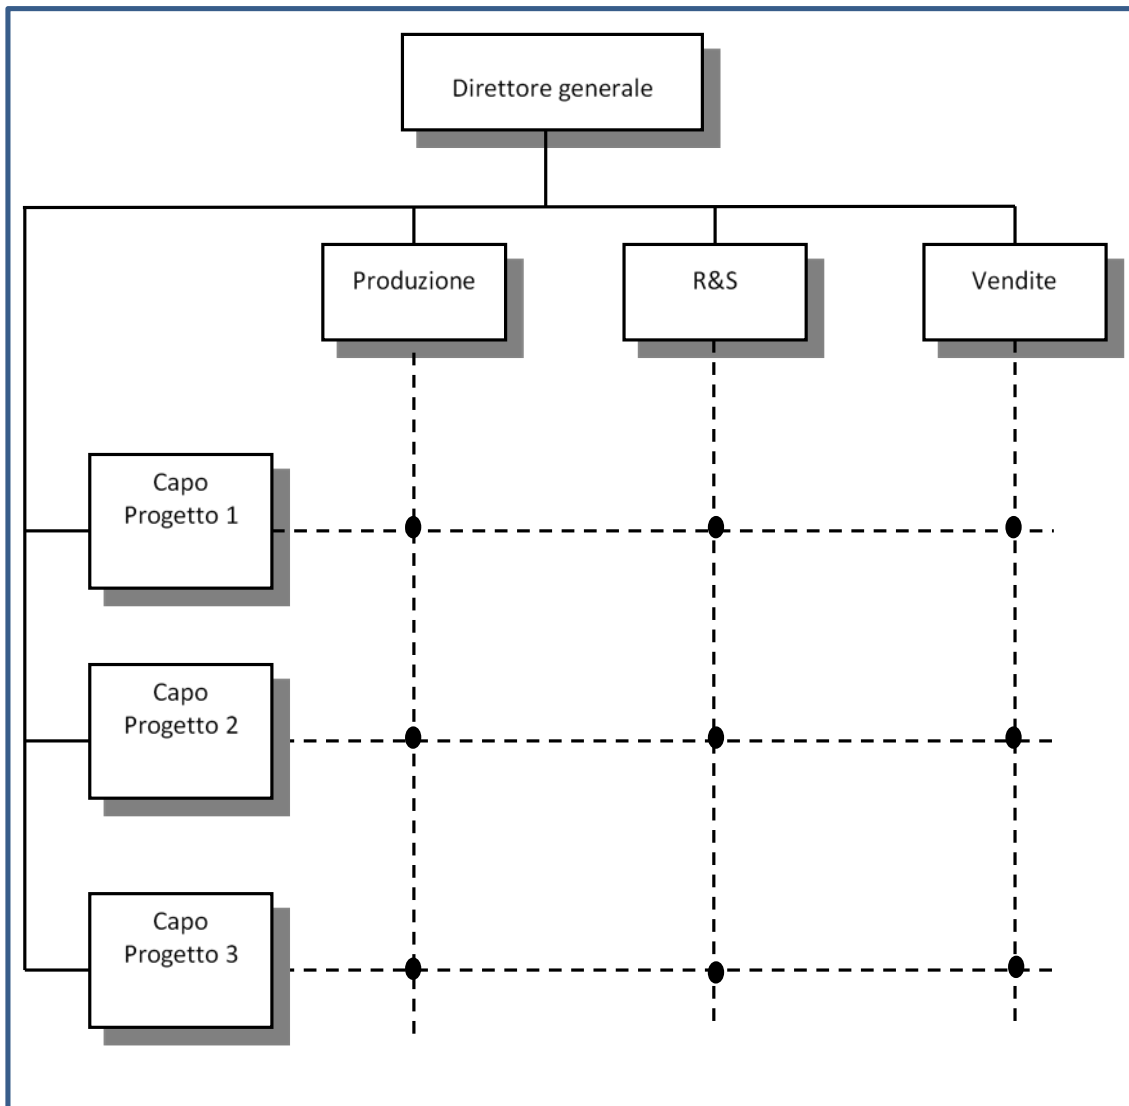 Direttore generale
Produzione
R&S
Vendite
Capo
Progetto 1
Capo
Progetto 2
Capo
Progetto 3